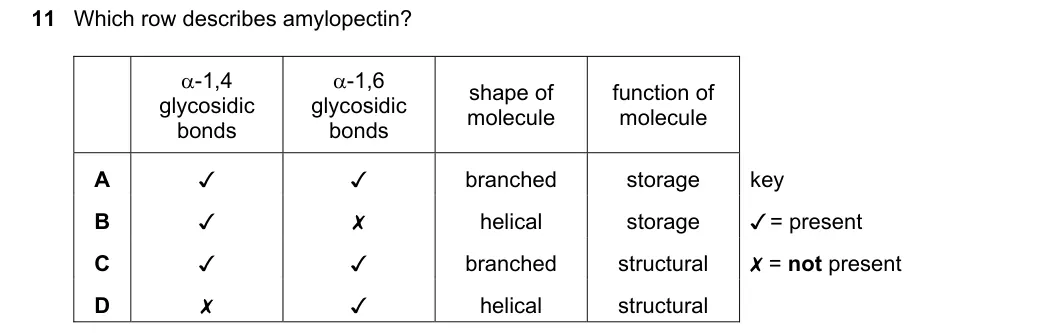 11 Which row describes amylopectin?
α-1,4 glycosidic bonds α-1,6 glycosidic bonds shape of molecule function of molecule
A ✓ ✓ branched storage key
B ✓ ✗ helical storage ✓ = present
C ✓ ✓ branched structural ✗ = not present
D ✗ ✓ helical structural